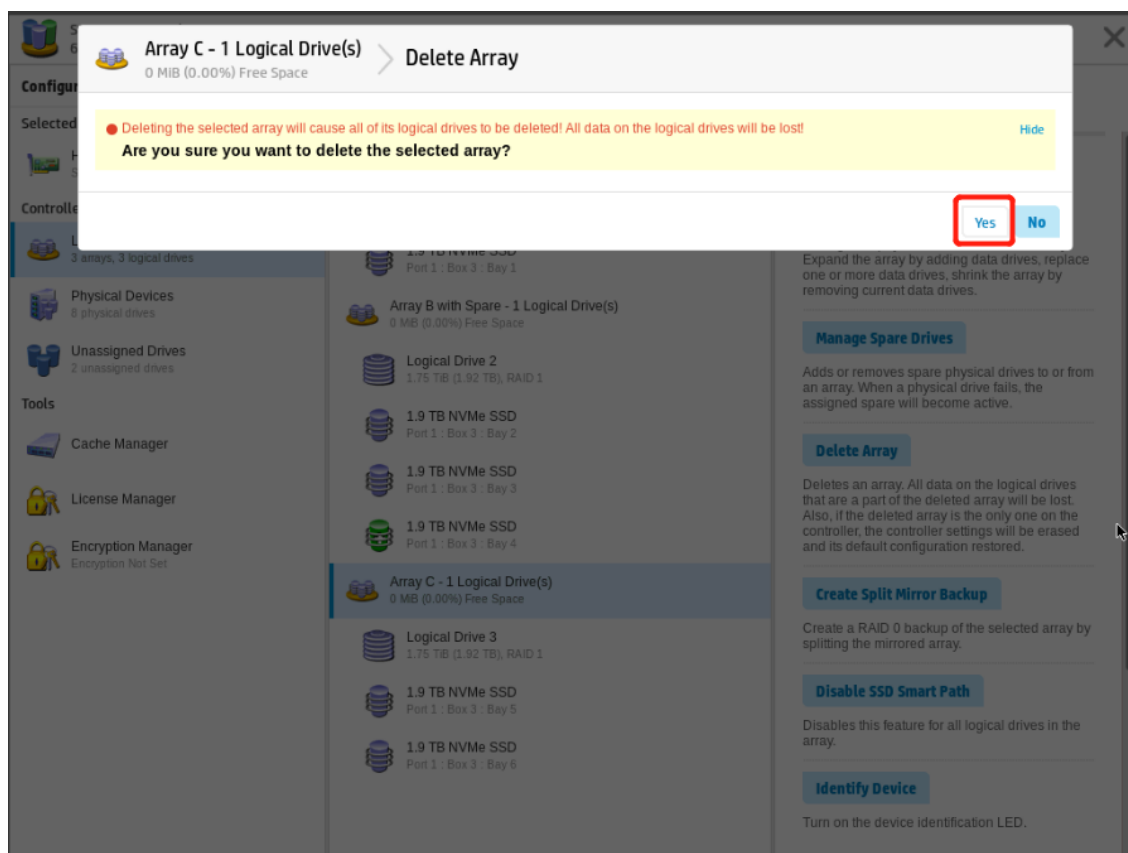 Array C - 1 Logical Drive(s)
0 MiB (0.00%) Free Space
Delete Array
Deleting the selected array will cause all of its logical drives to be deleted! All data on the logical drives will be lost!
Hide
Are you sure you want to delete the selected array?
Yes
No
S
6
Configur
Selected
H
S
Controlle
L
3 arrays, 3 logical drives
Physical Devices
8 physical drives
Unassigned Drives
2 unassigned drives
Tools
Cache Manager
License Manager
Encryption Manager
Encryption Not Set
1.9 TB NVMe SSD
Port 1 : Box 3 : Bay 1
Array B with Spare - 1 Logical Drive(s)
0 MiB (0.00%) Free Space
Logical Drive 2
1.75 TiB (1.92 TB), RAID 1
1.9 TB NVMe SSD
Port 1 : Box 3 : Bay 2
1.9 TB NVMe SSD
Port 1 : Box 3 : Bay 3
1.9 TB NVMe SSD
Port 1 : Box 3 : Bay 4
Array C - 1 Logical Drive(s)
0 MiB (0.00%) Free Space
Logical Drive 3
1.75 TiB (1.92 TB), RAID 1
1.9 TB NVMe SSD
Port 1 : Box 3 : Bay 5
1.9 TB NVMe SSD
Port 1 : Box 3 : Bay 6
Expand the array by adding data drives, replace
one or more data drives, shrink the array by
removing current data drives.
Manage Spare Drives
Adds or removes spare physical drives to or from
an array. When a physical drive fails, the
assigned spare will become active.
Delete Array
Deletes an array. All data on the logical drives
that are a part of the deleted array will be lost.
Also, if the deleted array is the only one on the
controller, the controller settings will be erased
and its default configuration restored.
Create Split Mirror Backup
Create a RAID 0 backup of the selected array by
splitting the mirrored array.
Disable SSD Smart Path
Disables this feature for all logical drives in the
array.
Identify Device
Turn on the device identification LED.